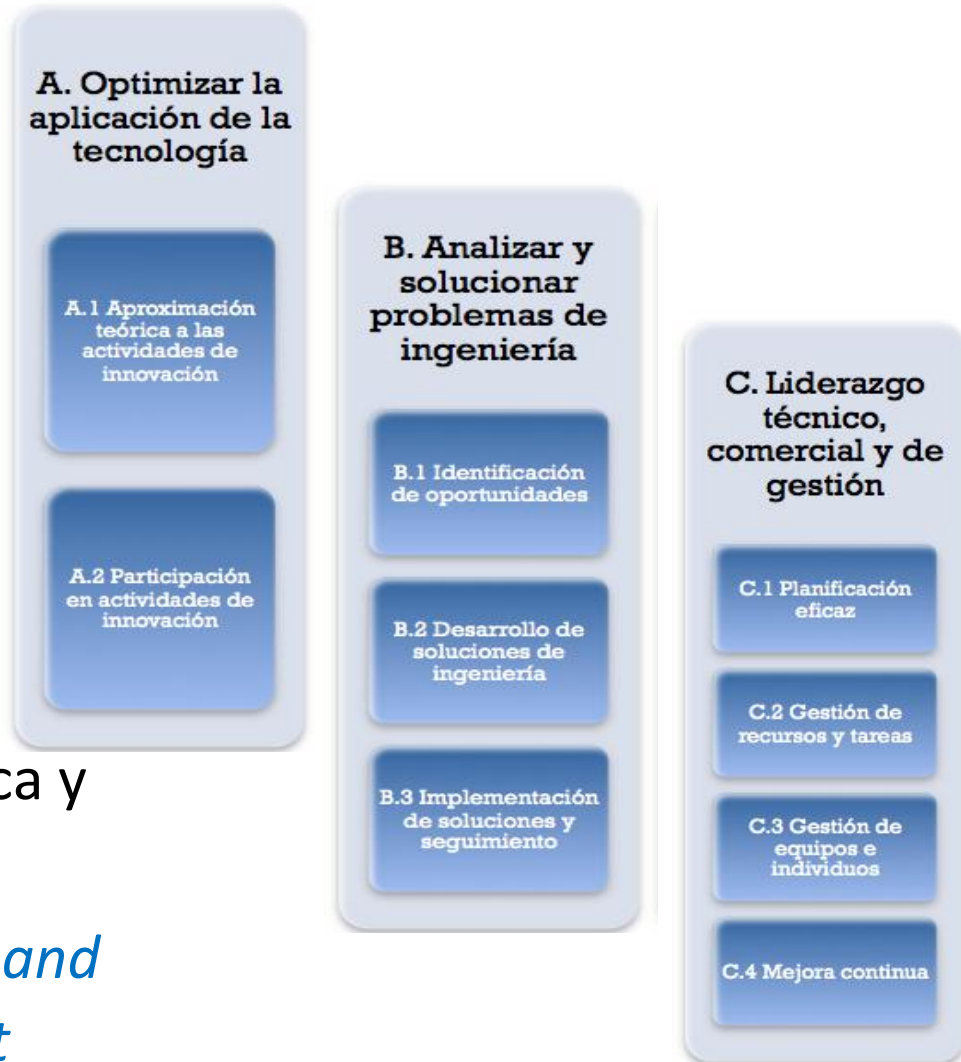 A. Optimizar la
aplicación de la
tecnología
A.1 Aproximación
teórica a las
actividades de
innovación
A.2 Participación
en actividades de
innovación
B. Analizar y
solucionar
problemas de
ingeniería
B.1 Identificación
de oportunidades
B.2 Desarrollo de
soluciones de
ingeniería
B.3 Implementación
de soluciones y
seguimiento
C. Liderazgo
técnico,
comercial y de
gestión
C.1 Planificación
eficaz
C.2 Gestión de
recursos y tareas
C.3 Gestión de
equipos e
individuos
C.4 Mejora continua
ca y
and
t